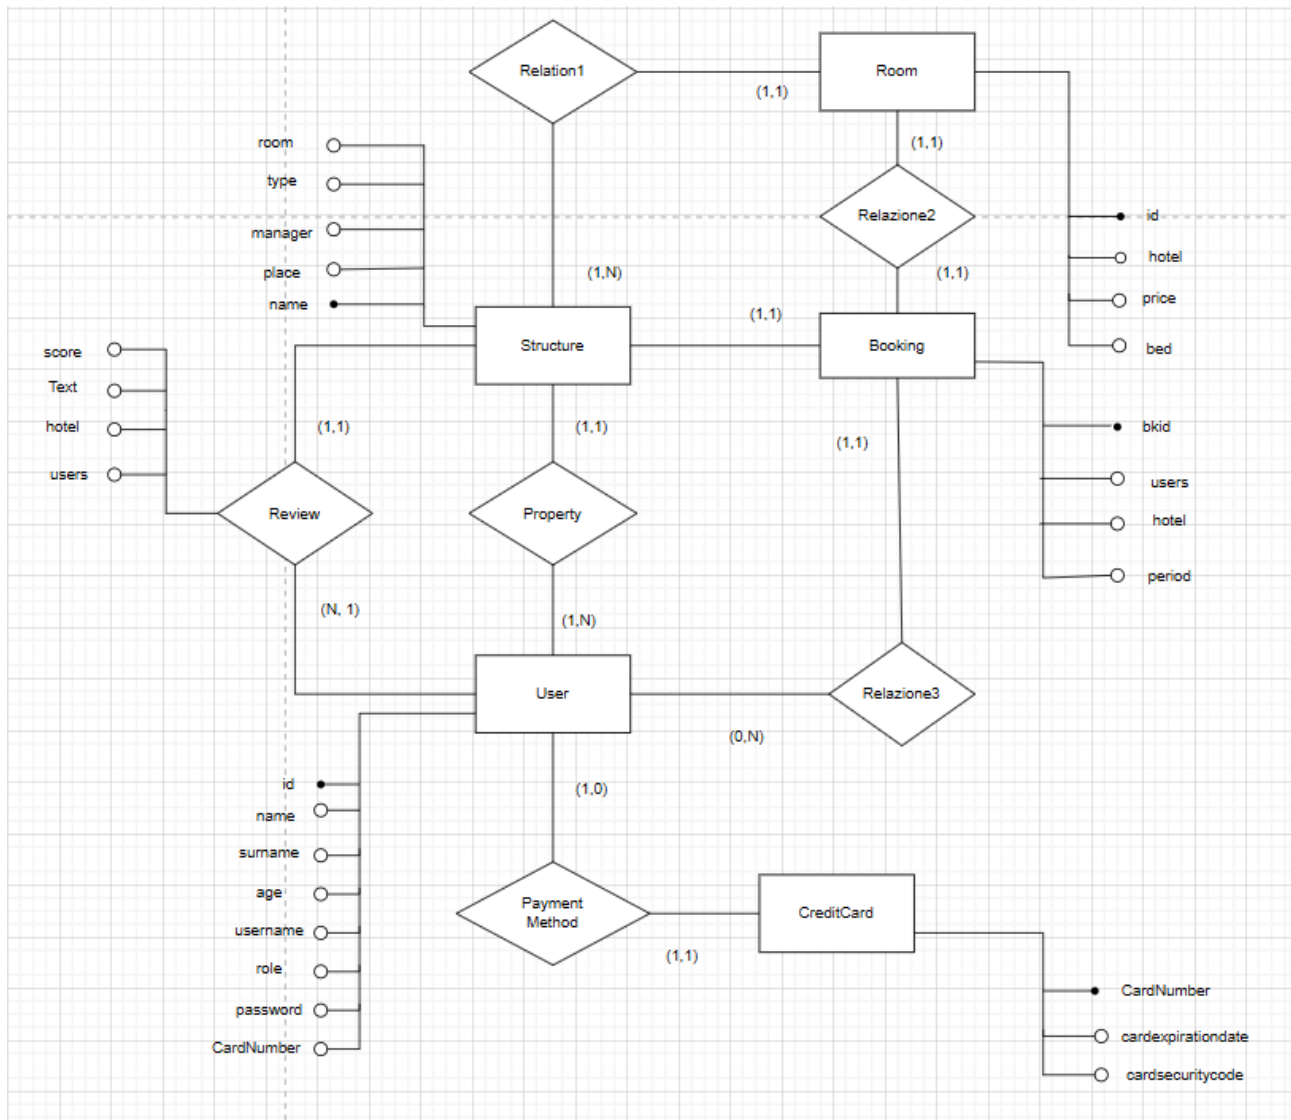 Relation1
Room
(1,1)
room
(1,1)
type
Relazione2
id
manager
hotel
place
(1,N)
(1,1)
name
price
(1,1)
Structure
Booking
bed
score
Text
hotel
(1,1)
(1,1)
(1,1)
bkid
users
users
Review
Property
hotel
period
(N, 1)
(1,N)
User
Relazione3
(0,N)
id
(1,0)
name
surname
age
Payment
Method
CreditCard
username
(1,1)
role
CardNumber
password
cardexpirationdate
CardNumber
cardsecuritycode